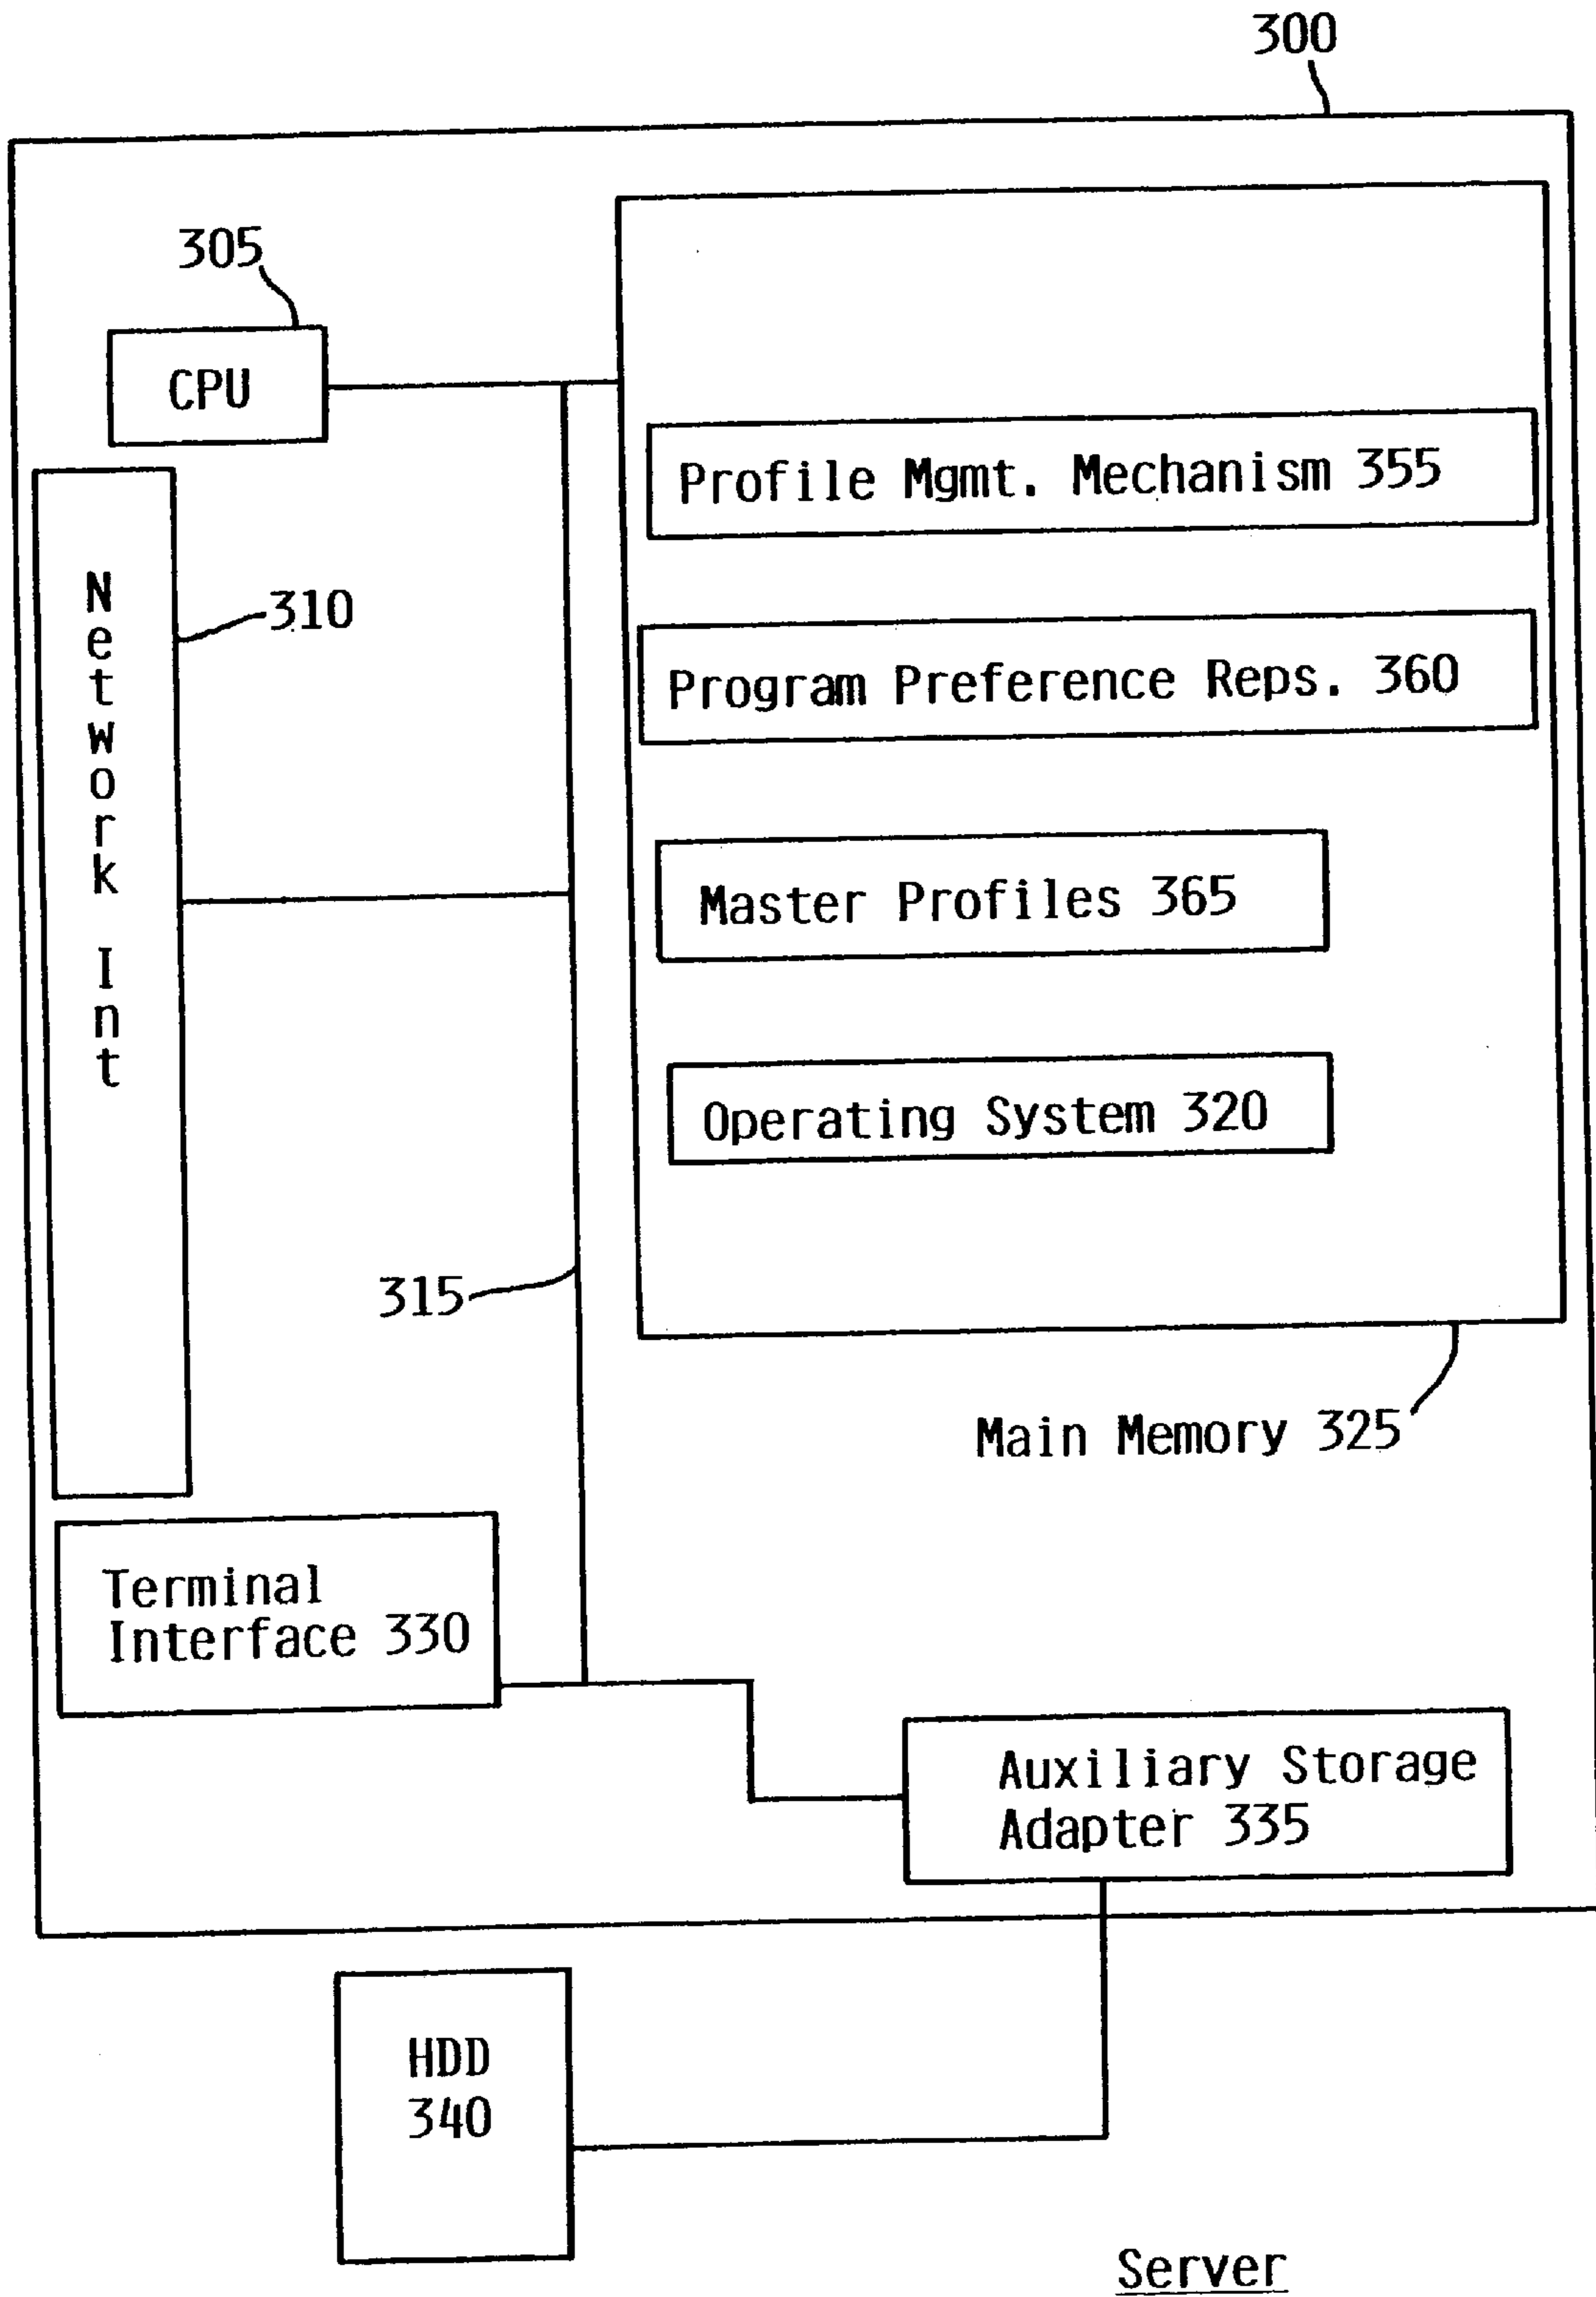 300
305
CPU
Profile Mgmt. Mechanism 355
Network Int
310
Program Preference Reps. 360
Master Profiles 365
Operating System 320
315
Main Memory 325
Terminal
Interface 330
Auxiliary Storage
Adapter 335
HDD
340
Server